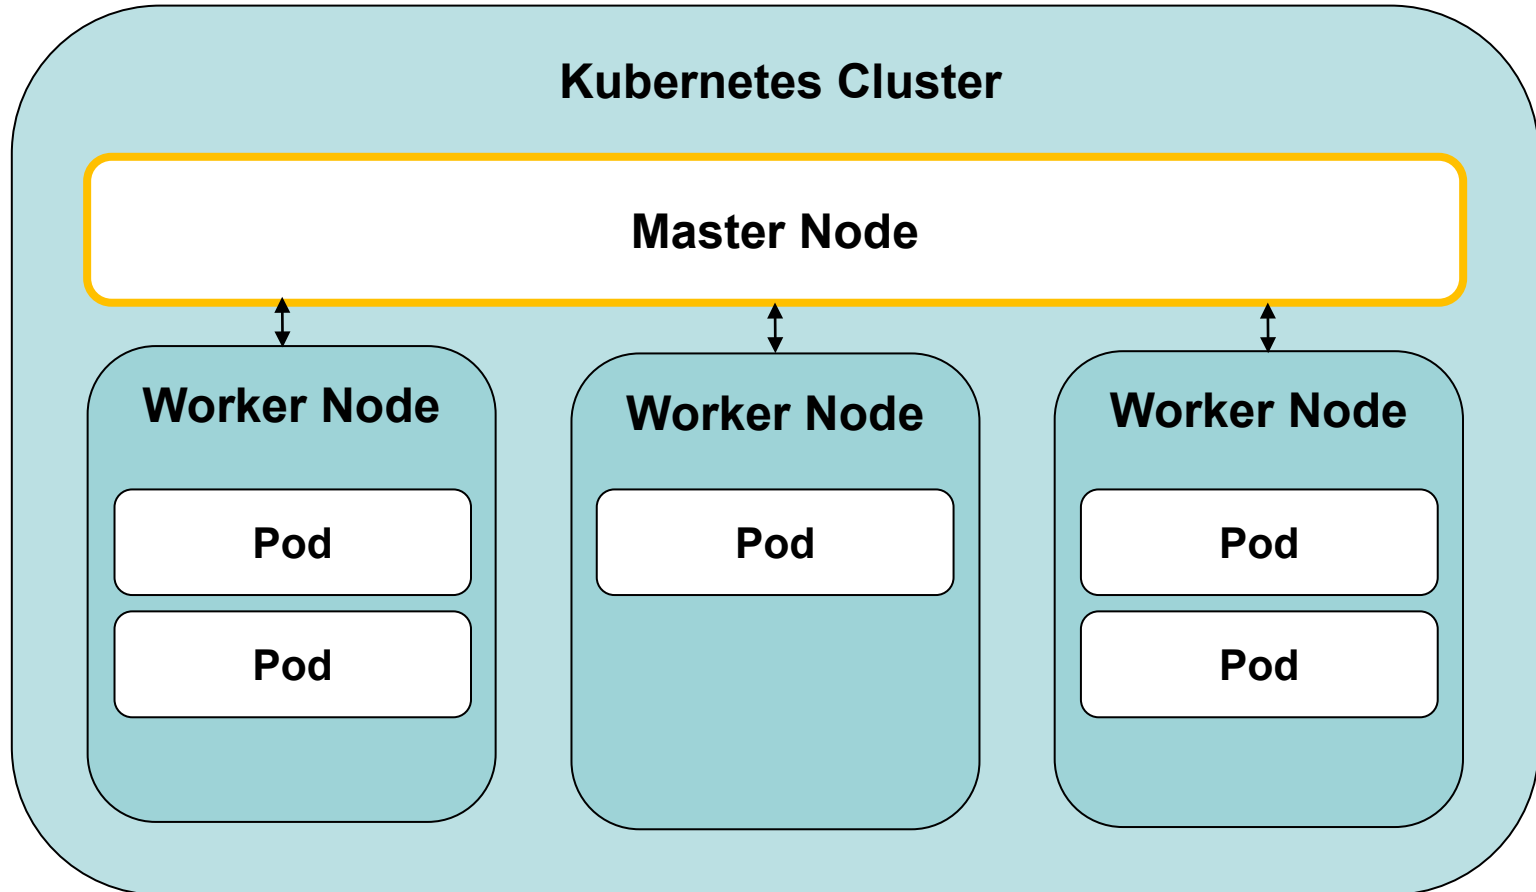 Kubernetes Cluster
Master Node
Worker Node
Pod
Pod
Worker Node
Pod
Worker Node
Pod
Pod